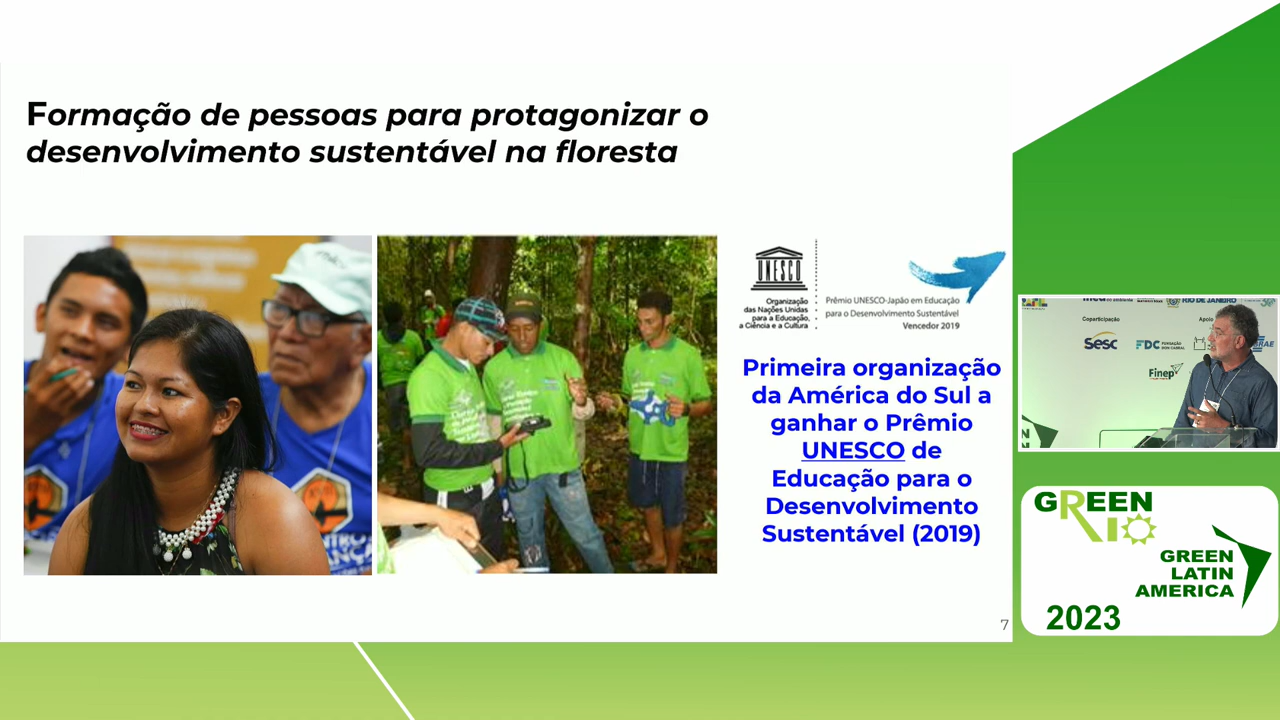 Formação de pessoas para protagonizar o
desenvolvimento sustentável na floresta
UNESCO
Organização
das Nações Unidas
para a Educação,
a Ciência e a Cultura
Prêmio UNESCO-Japão em Educação
para o Desenvolvimento Sustentável
Vencedor 2019
Primeira organização
da América do Sul a
ganhar o Prêmio
UNESCO de
Educação para o
Desenvolvimento
Sustentável (2019)
7
RIO DE JANEIRO
Coparticipação
Apoio
Sesc
FDC
Finep
GREEN
RIO
GREEN
LATIN
AMERICA
2023